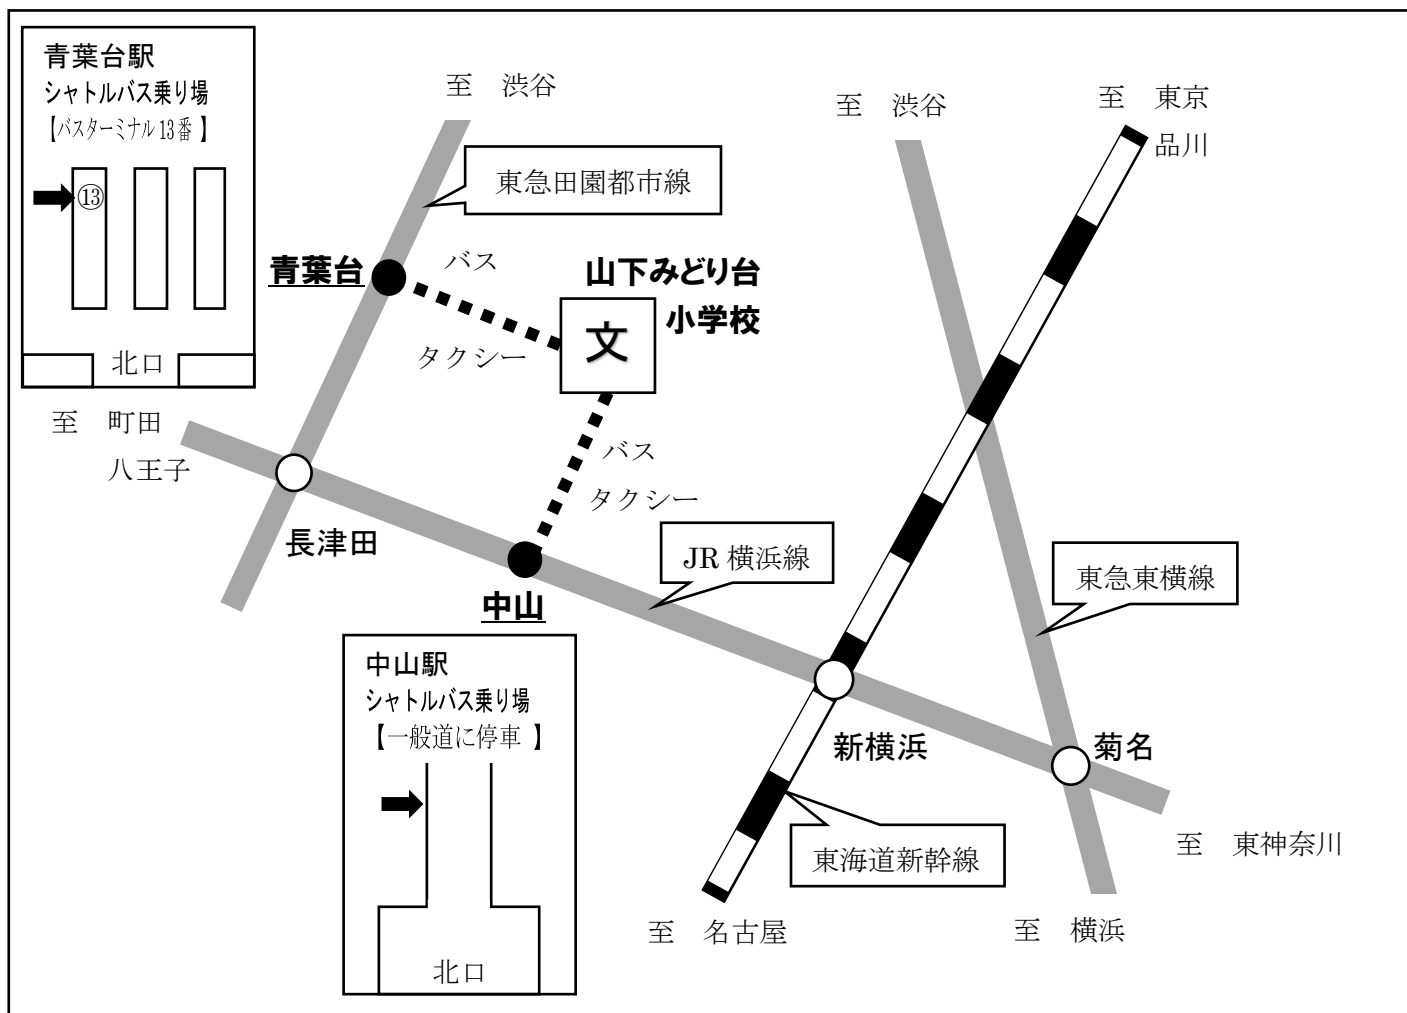 青葉台駅
シャトルバス乗り場
【バスターミナル13番】
⑬
北口
至 渋谷
東急田園都市線
至 渋谷
至 東京
品川
青葉台
バス
タクシー
山下みどり台
小学校
文
至 町田
八王子
バス
タクシー
長津田
中山
JR 横浜線
東急東横線
中山駅
シャトルバス乗り場
【一般道に停車 】
北口
新横浜
菊名
東海道新幹線
至 東神奈川
至 名古屋
至 横浜